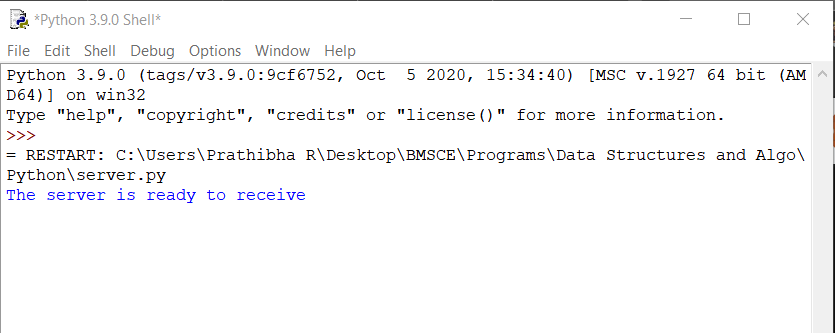 *Python 3.9.0 Shell*
File Edit Shell Debug Options Window Help
Python 3.9.0 (tags/v3.9.0:9cf6752, Oct  5 2020, 15:34:40) [MSC v.1927 64 bit (AM
D64)] on win32
Type "help", "copyright", "credits" or "license()" for more information.
>>>
= RESTART: C:\Users\Prathibha R\Desktop\BMSCE\Programs\Data Structures and Algo\
Python\server.py
The server is ready to receive